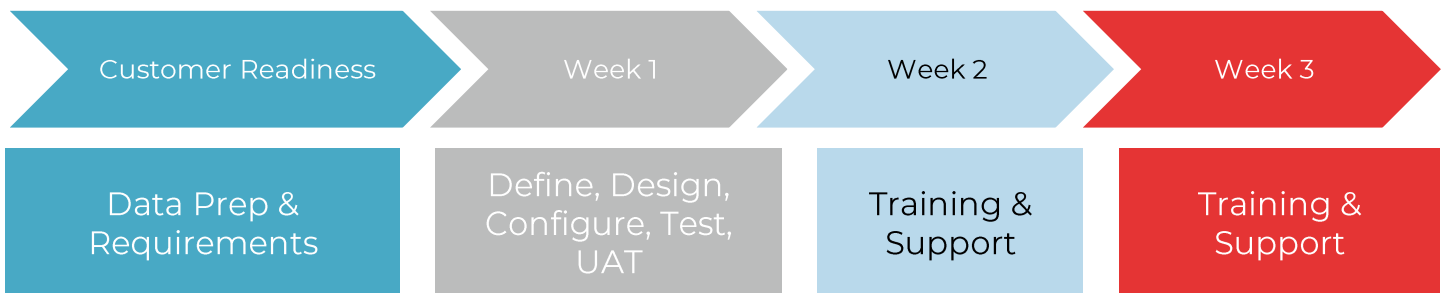 Customer Readiness
Week 1
Week 2
Week 3
Data Prep &
Requirements
Define, Design,
Configure, Test,
UAT
Training &
Support
Training &
Support